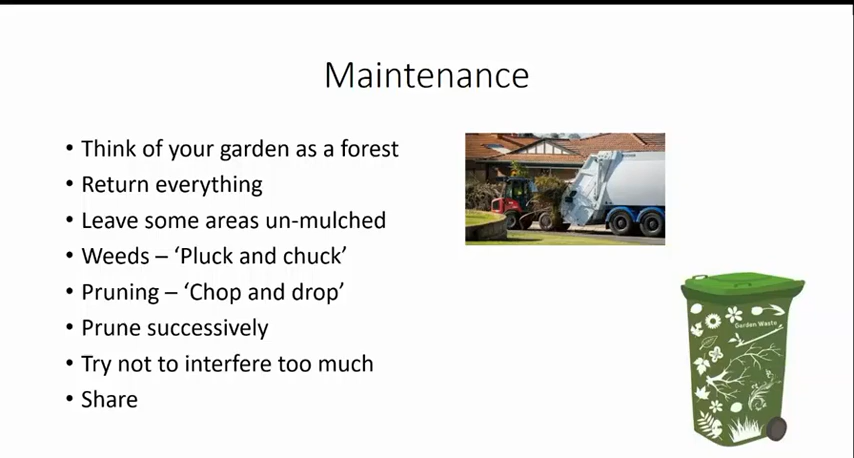 Maintenance
• Think of your garden as a forest
• Return everything
• Leave some areas un-mulched
• Weeds – ‘Pluck and chuck’
• Pruning – ‘Chop and drop’
• Prune successively
• Try not to interfere too much
• Share
Garden Waste